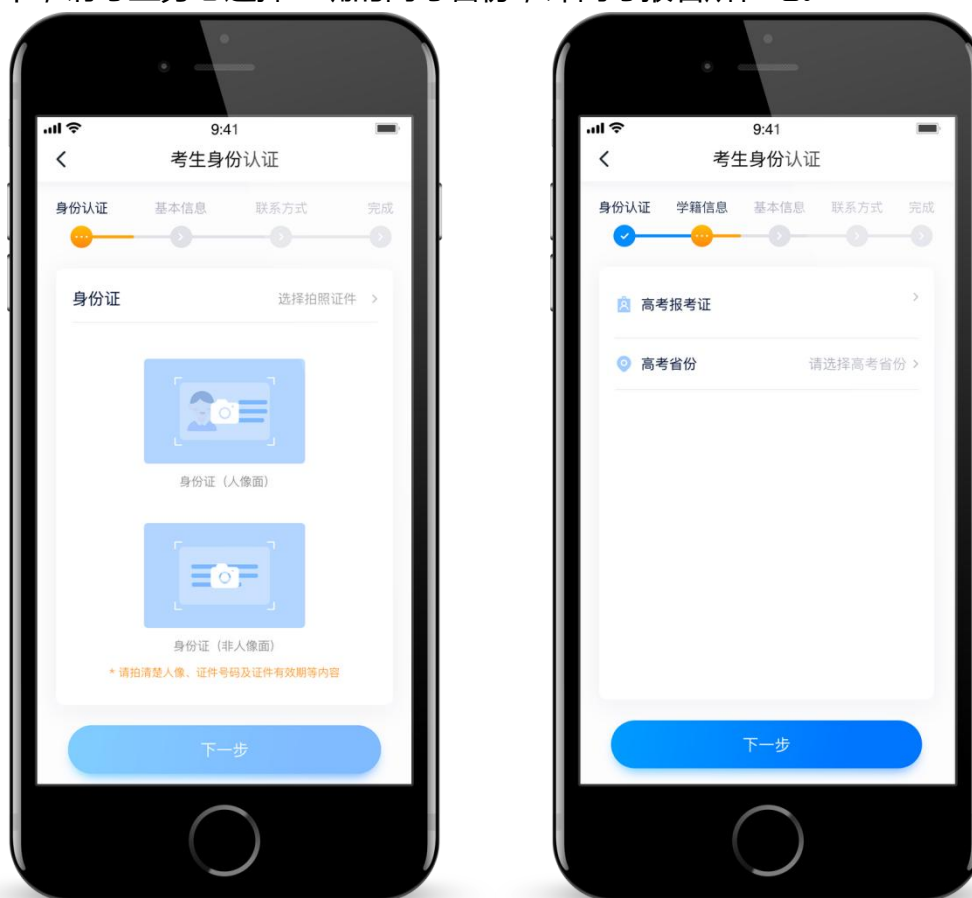 9:41
考生身份认证
身份认证 基本信息 联系方式 完成
身份证 选择拍照证件
身份证（人像面）
身份证（非人像面）
* 请拍清楚人像、证件号码及证件有效期等内容
下一步
9:41
考生身份认证
身份认证 学籍信息 基本信息 联系方式 完成
高考报考证
高考省份 请选择高考省份
下一步